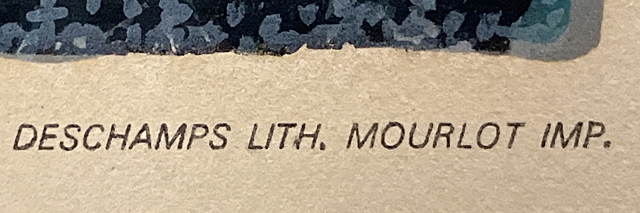 DESCHAMPS LITH. MOURLOT IMP.